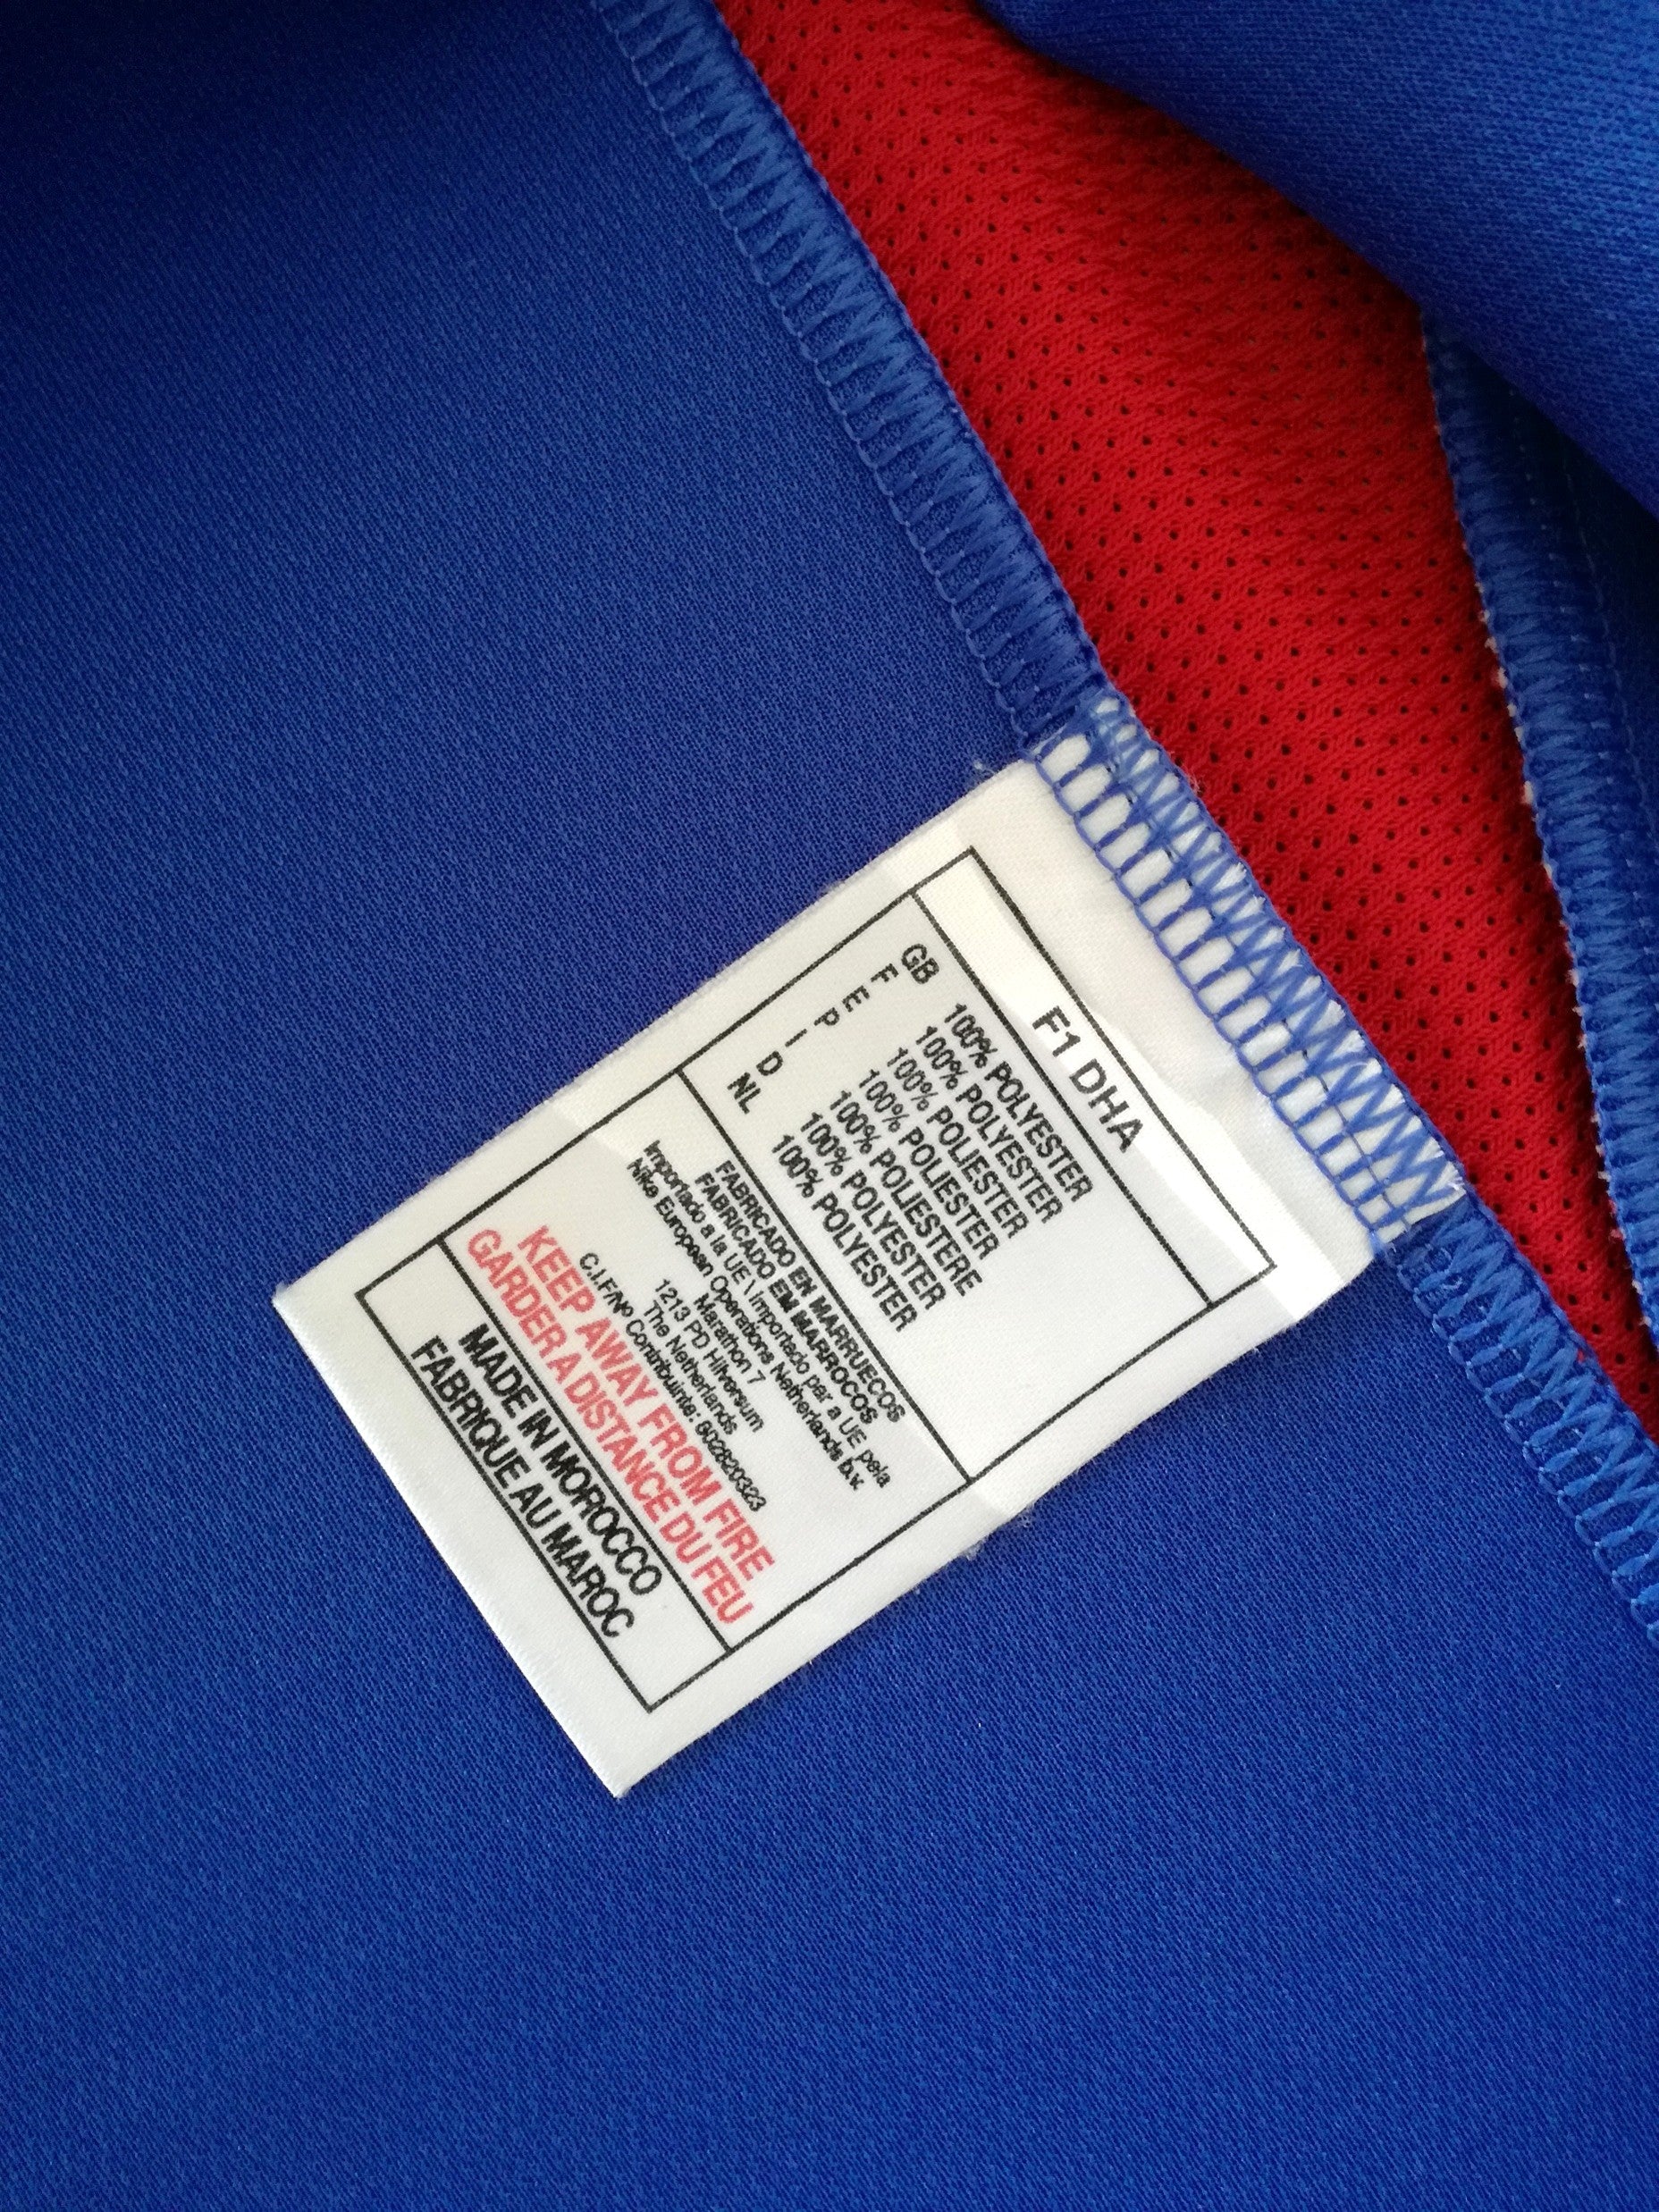 F1 DHA
GB 100% POLYESTER
F 100% POLYESTER
E 100% POLIESTER
P 100% POLIESTER
I 100% POLIESTERE
D 100% POLYESTER
NL 100% POLYESTER
FABRICADO EN MARRUECOS
FABRICADO EM MARROCOS
Importado a la UE \ Importado par a UE pela
Nike European Operations Netherlands b.v.
Marathon 7
1213 PD Hilversum
The Netherlands
C.I.F/Nº Contribuinte: 602820323
KEEP AWAY FROM FIRE
GARDER A DISTANCE DU FEU
MADE IN MOROCCO
FABRIQUE AU MAROC